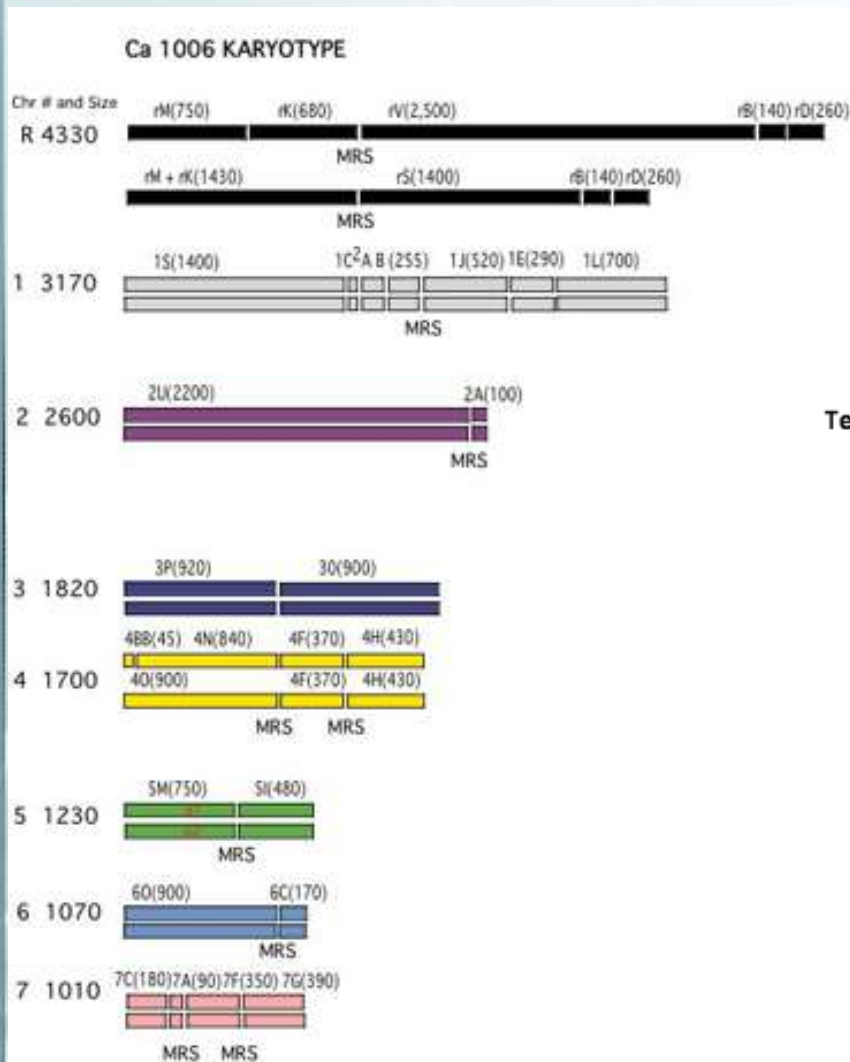 Ca 1006 KARYOTYPE
Chr # and Size
rM(750) rK(680) rV(2,500) rB(140) rD(260)
R 4330
MRS
rM + rK(1430) rS(1400) rB(140) rD(260)
MRS
1S(1400) 1C 2A B (255) 1J(520) 1E(290) 1L(700)
1 3170
MRS
2U(2200) 2A(100)
2 2600
Te
MRS
3P(920) 3O(900)
3 1820
4BB(45) 4N(840) 4F(370) 4H(430)
4 1700
4O(900) 4F(370) 4H(430)
MRS MRS
5M(750) 5I(480)
5 1230
MRS
6O(900) 6C(170)
6 1070
MRS
7C(180) 7A(90) 7F(350) 7G(390)
7 1010
MRS MRS